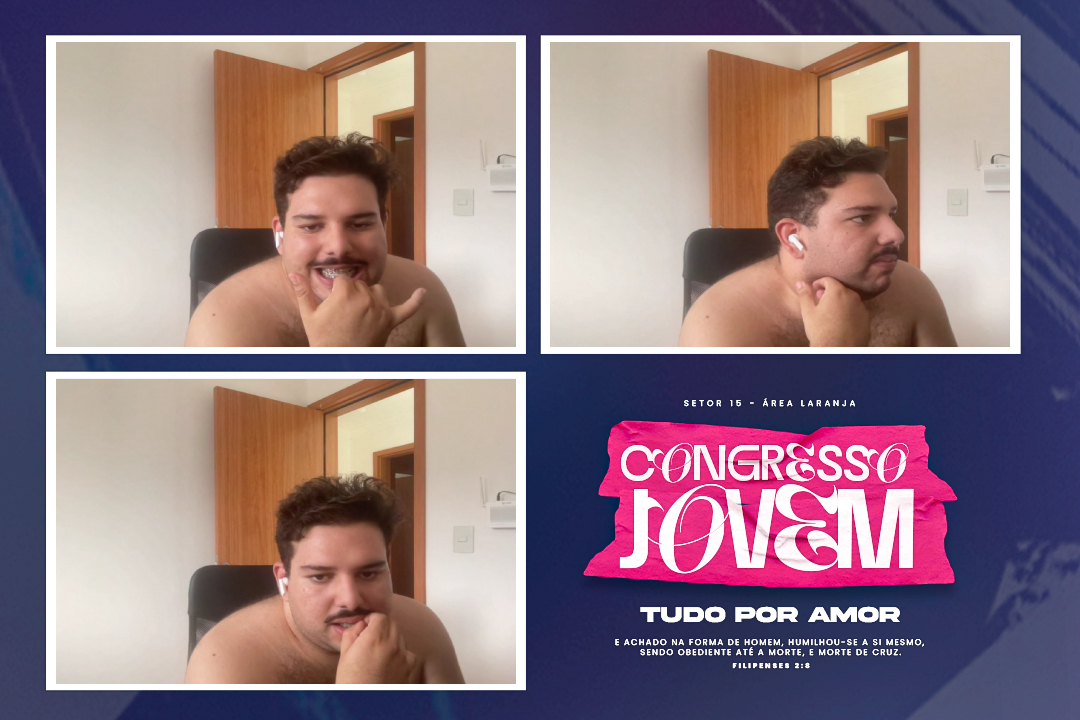 SETOR 15 - ÁREA LARANJA
CONGRESSO
JOVEM
TUDO POR AMOR
E ACHADO NA FORMA DE HOMEM, HUMILHOU-SE A SI MESMO,
SENDO OBEDIENTE ATÉ A MORTE, E MORTE DE CRUZ.
FILIPENSES 2:8